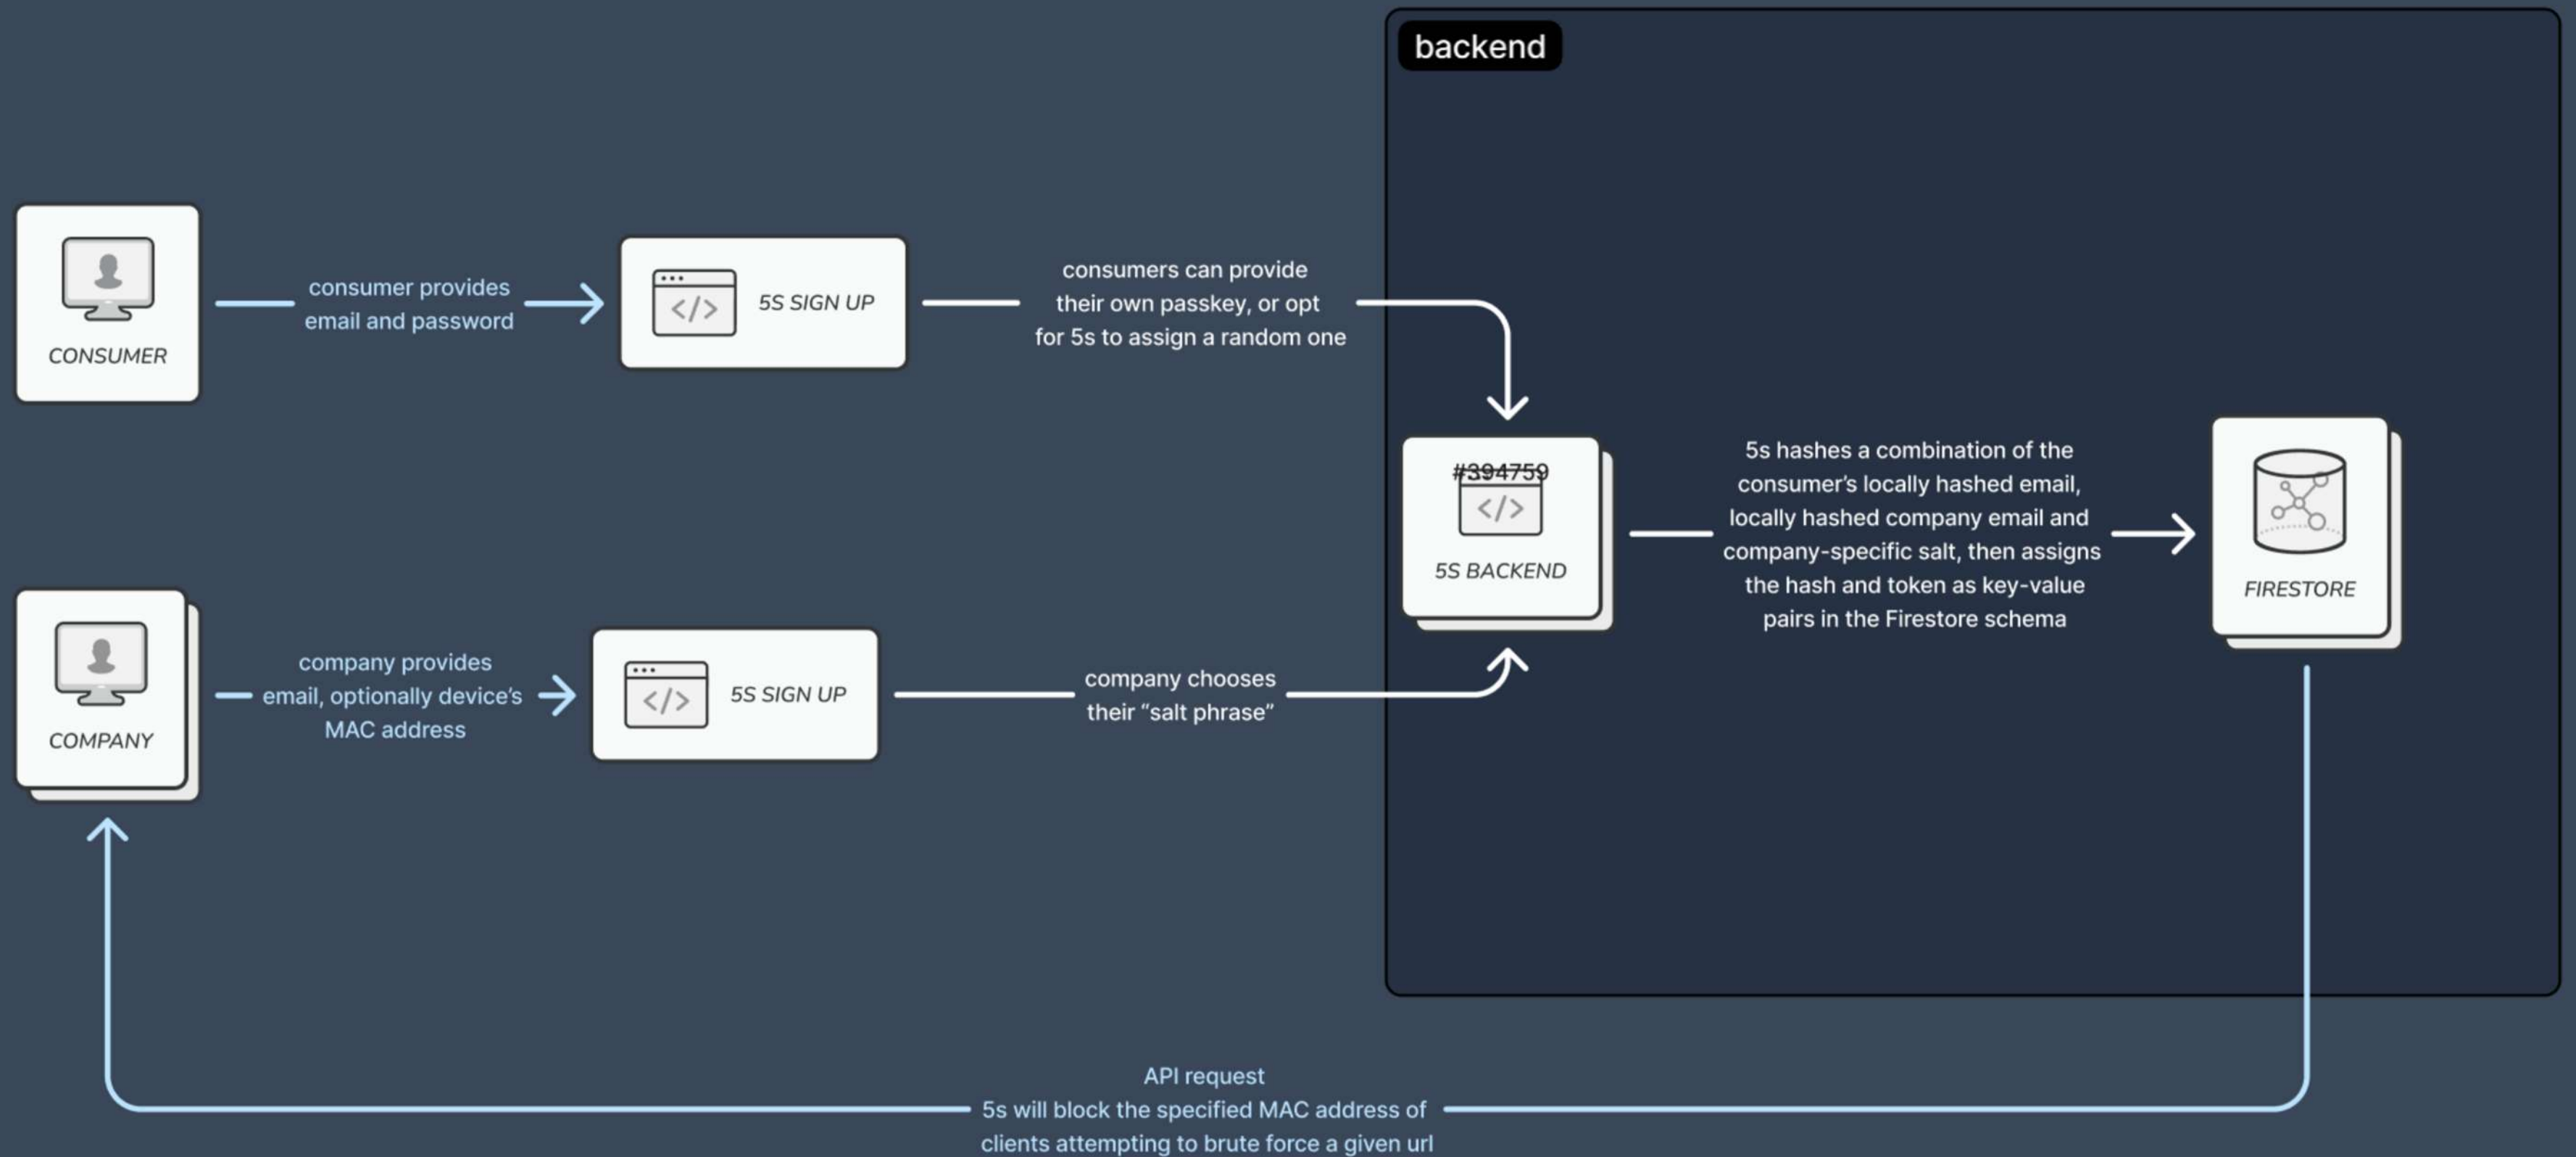 backend
consumer provides
email and password
CONSUMER
5S SIGN UP
consumers can provide
their own passkey, or opt
for 5s to assign a random one
#394759
</>
5S BACKEND
5s hashes a combination of the
consumer’s locally hashed email,
locally hashed company email and
company-specific salt, then assigns
the hash and token as key-value
pairs in the Firestore schema
FIRESTORE
</>
company provides
email, optionally device’s
MAC address
COMPANY
</>
5S SIGN UP
company chooses
their “salt phrase”
API request
5s will block the specified MAC address of
clients attempting to brute force a given url